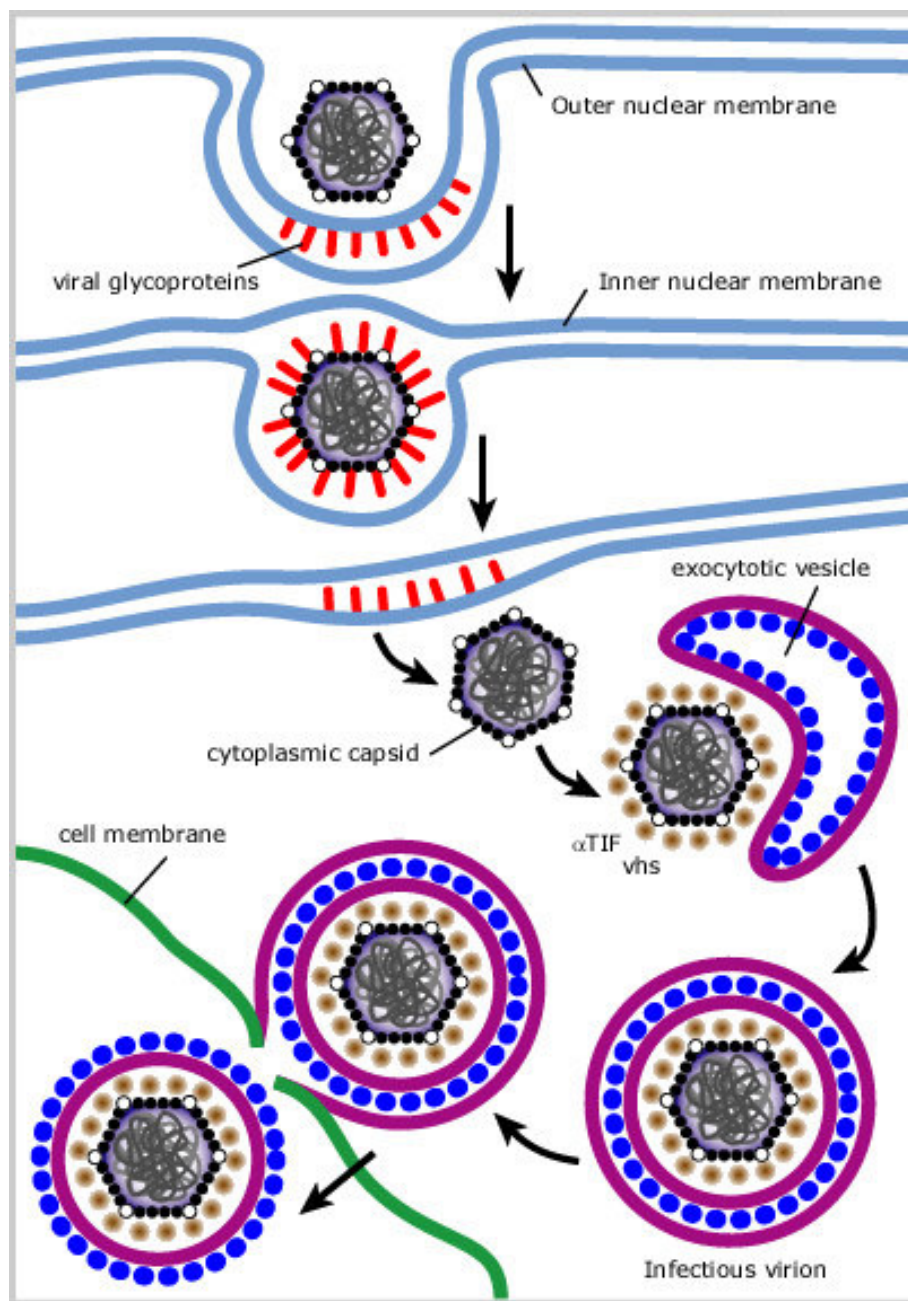 Outer nuclear membrane
viral glycoproteins
Inner nuclear membrane
exocytotic vesicle
cytoplasmic capsid
cell membrane
αTIF
vhs
Infectious virion